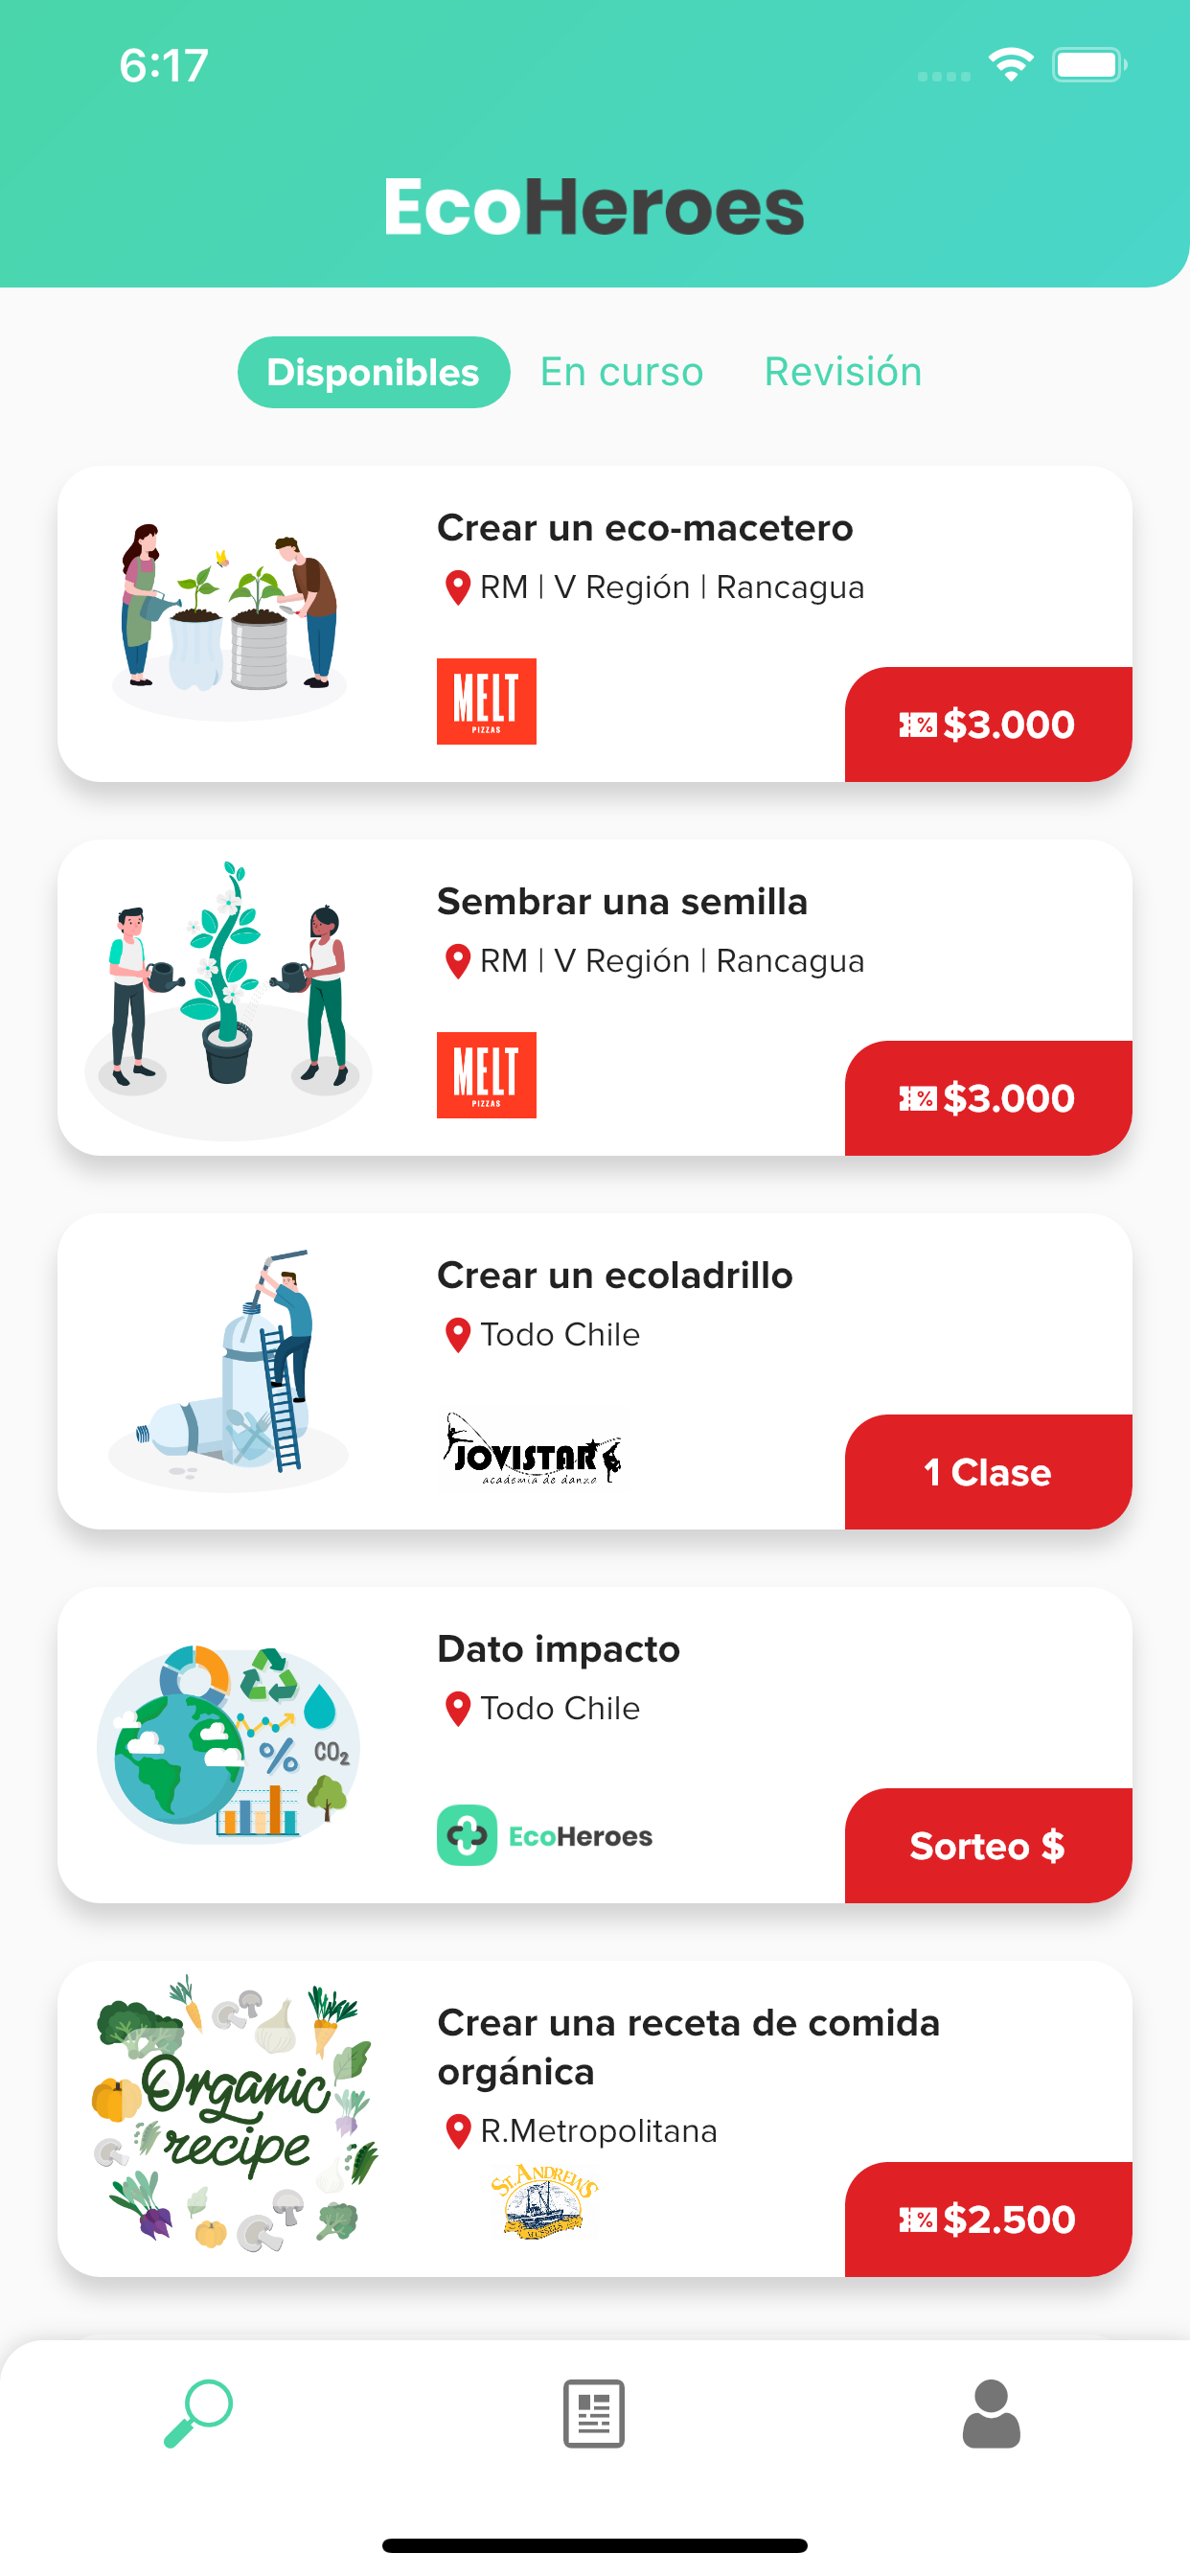 6:17
EcoHeroes
Disponibles En curso Revisión
Crear un eco-macetero
RM | V Región | Rancagua
MELT
PIZZAS
% $3.000
Sembrar una semilla
RM | V Región | Rancagua
MELT
PIZZAS
% $3.000
Crear un ecoladrillo
Todo Chile
JOVISTAR
academia de danza
1 Clase
Dato impacto
Todo Chile
% CO2
EcoHeroes
Sorteo $
Organic
recipe
Crear una receta de comida
orgánica
R.Metropolitana
ST. ANDREWS
% $2.500